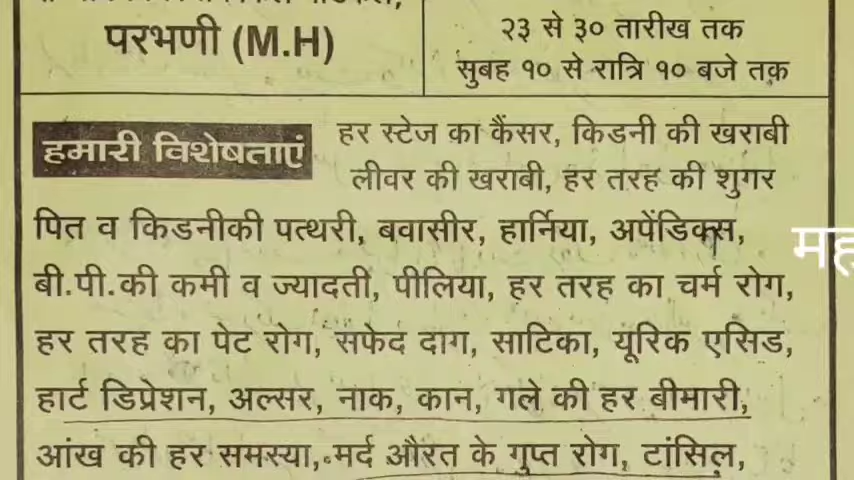 परभणी (M.H)
२३ से ३० तारीख तक
सुबह १० से रात्रि १० बजे तक
हमारी विशेषताएं
हर स्टेज का कैंसर, किडनी की खराबी
लीवर की खराबी, हर तरह की शुगर
पित व किडनीकी पत्थरी, बवासीर, हार्निया, अपेंडिक्स,
बी.पी.की कमी व ज्यादती, पीलिया, हर तरह का चर्म रोग,
हर तरह का पेट रोग, सफेद दाग, साटिका, यूरिक एसिड,
हार्ट डिप्रेशन, अल्सर, नाक, कान, गले की हर बीमारी,
आंख की हर समस्या, मर्द औरत के गुप्त रोग, टांसिल,